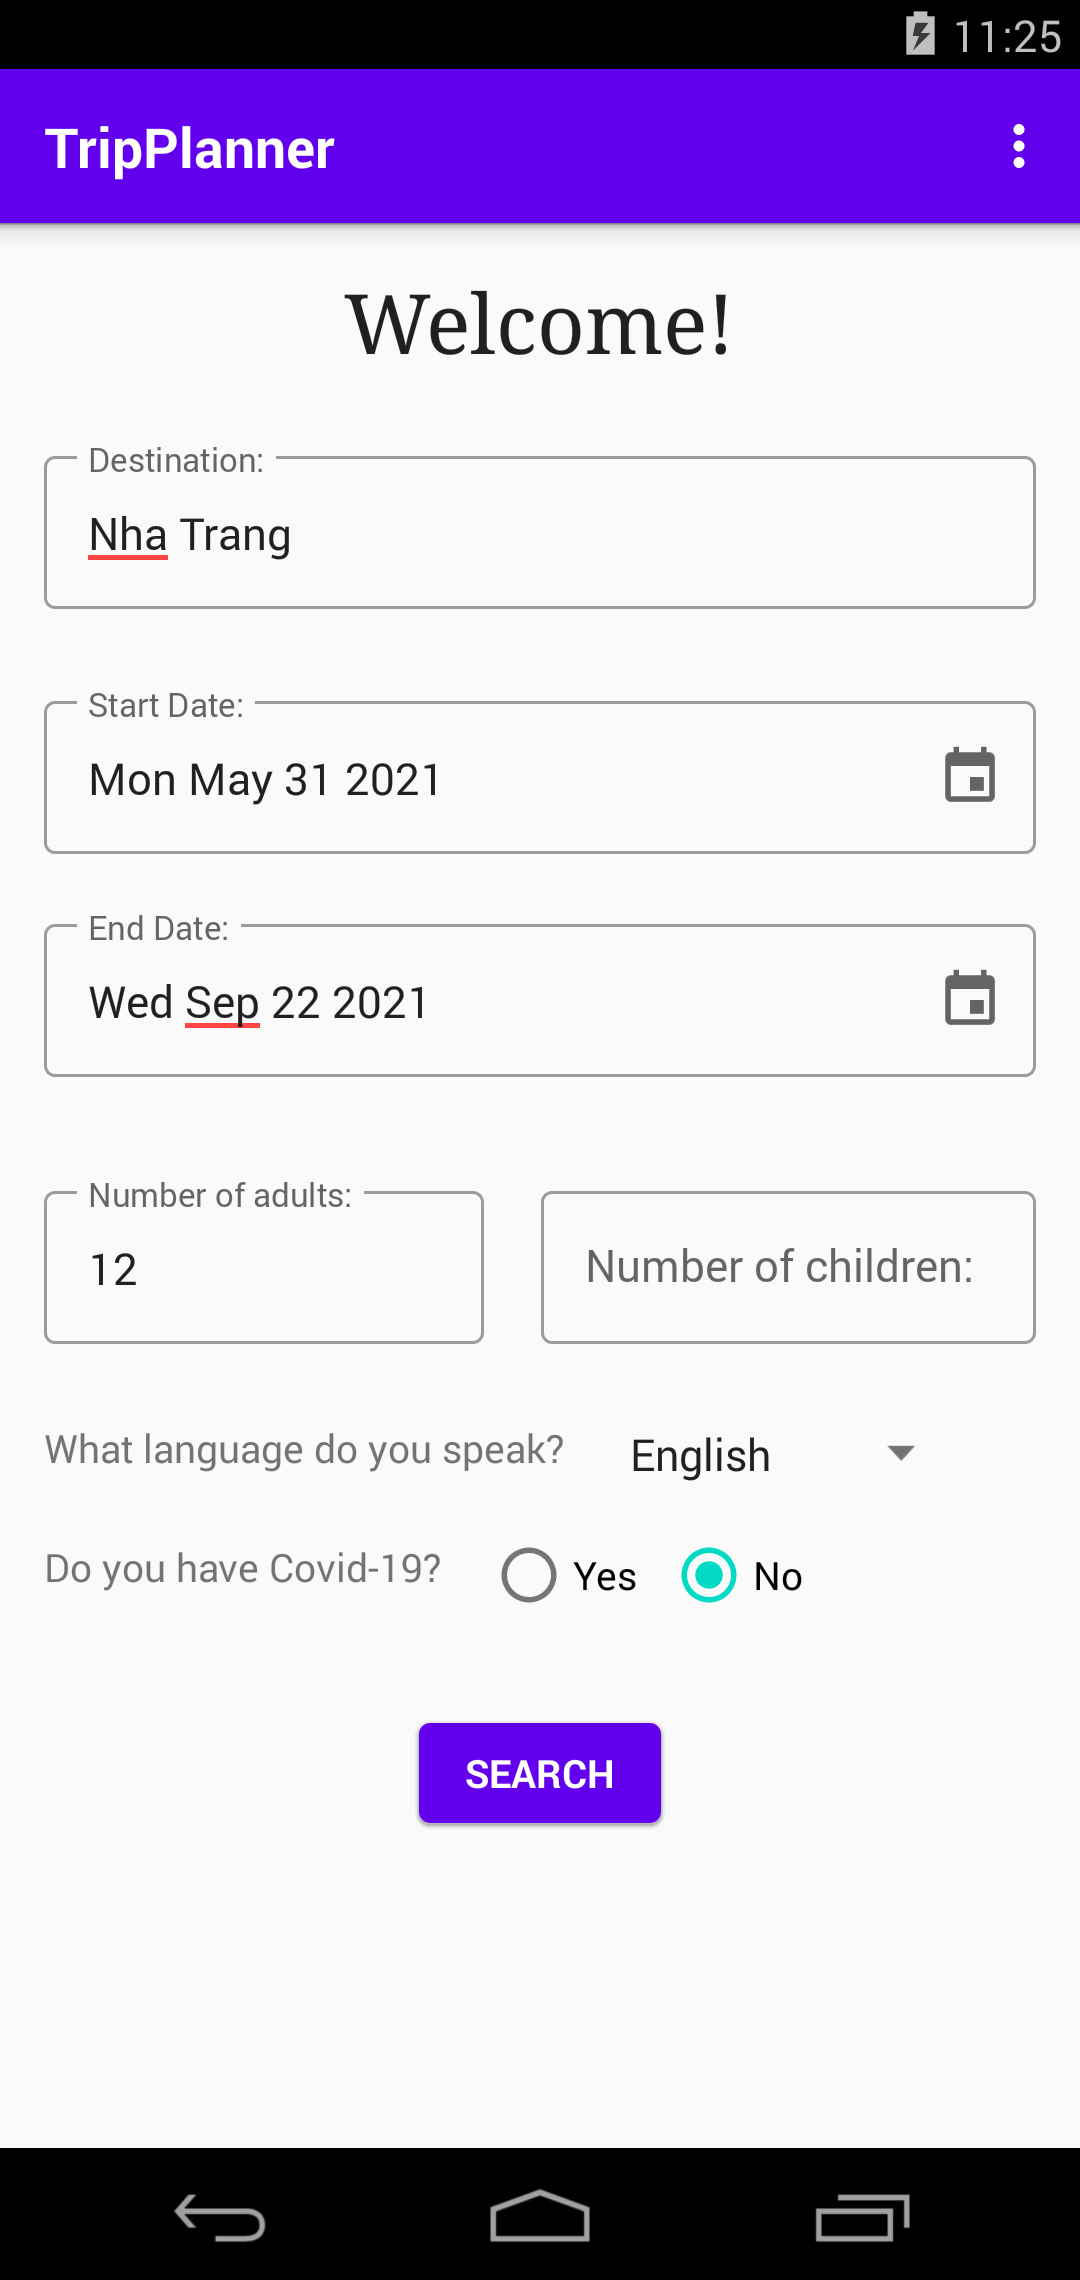 11:25
TripPlanner
Welcome!
Destination:
Nha Trang
Start Date:
Mon May 31 2021
End Date:
Wed Sep 22 2021
Number of adults:
12
Number of children:
What language do you speak? English
Do you have Covid-19? Yes No
SEARCH